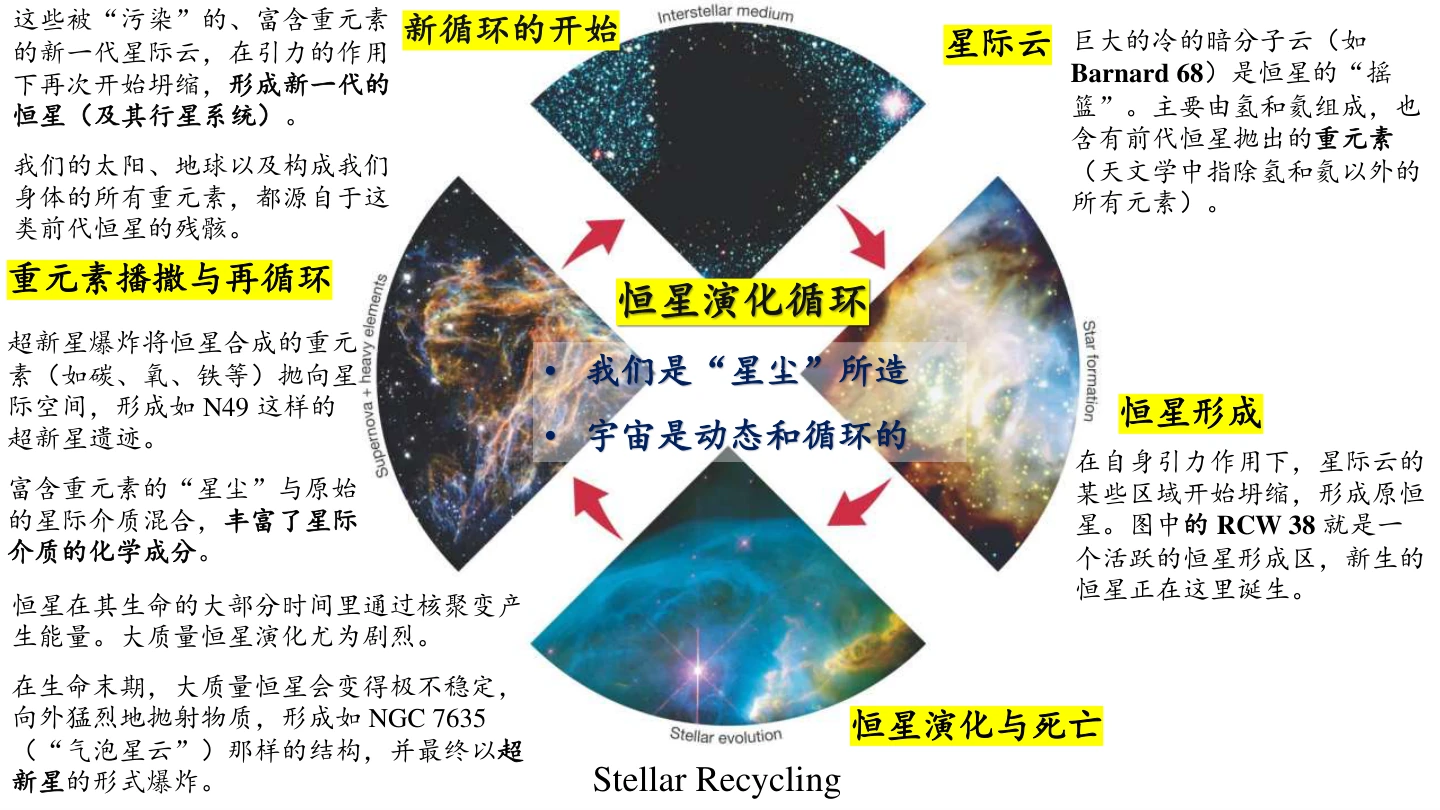 新循环的开始
这些被“污染”的、富含重元素
的新一代星际云，在引力的作用
下再次开始坍缩，形成新一代的
恒星（及其行星系统）。
我们的太阳、地球以及构成我们
身体的所有重元素，都源自于这
类前代恒星的残骸。
Interstellar medium
星际云
巨大的冷的暗分子云（如
Barnard 68）是恒星的“摇
篮”。主要由氢和氦组成，也
含有前代恒星抛出的重元素
（天文学中指除氢和氦以外的
所有元素）。
重元素播撒与再循环
超新星爆炸将恒星合成的重元
素（如碳、氧、铁等）抛向星
际空间，形成如 N49 这样的
超新星遗迹。
富含重元素的“星尘”与原始
的星际介质混合，丰富了星际
介质的化学成分。
Supernova + heavy elements
恒星演化循环
• 我们是“星尘”所造
• 宇宙是动态和循环的
Star formation
恒星形成
在自身引力作用下，星际云的
某些区域开始坍缩，形成原恒
星。图中的 RCW 38 就是一
个活跃的恒星形成区，新生的
恒星正在这里诞生。
恒星在其生命的大部分时间里通过核聚变产
生能量。大质量恒星演化尤为剧烈。
在生命末期，大质量恒星会变得极不稳定，
向外猛烈地抛射物质，形成如 NGC 7635
（“气泡星云”）那样的结构，并最终以超
新星的形式爆炸。
恒星演化与死亡
Stellar evolution
Stellar Recycling